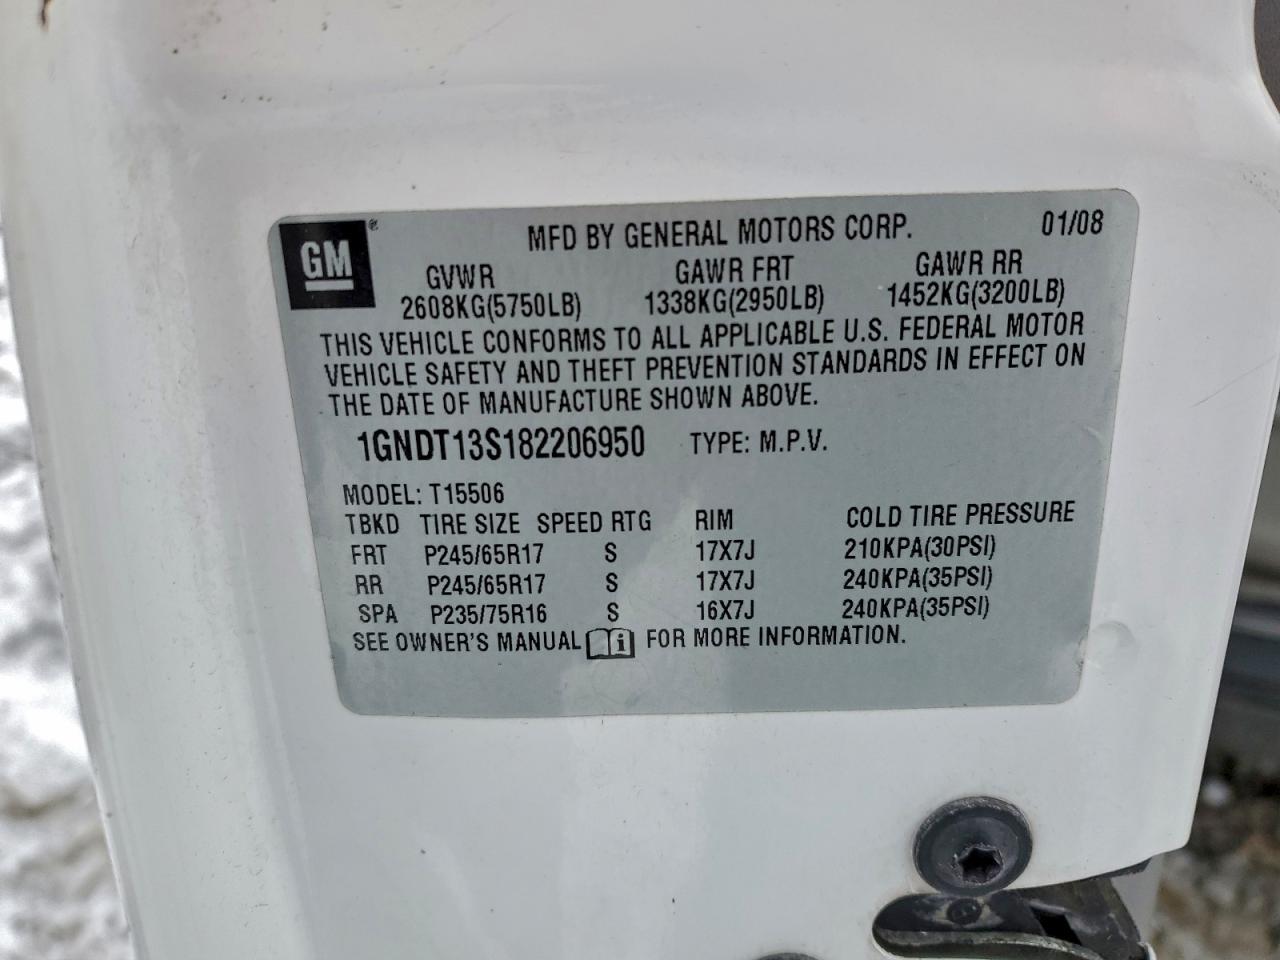 GM®
MFD BY GENERAL MOTORS CORP. 01/08
GVWR GAWR FRT GAWR RR
2608KG(5750LB) 1338KG(2950LB) 1452KG(3200LB)
THIS VEHICLE CONFORMS TO ALL APPLICABLE U.S. FEDERAL MOTOR
VEHICLE SAFETY AND THEFT PREVENTION STANDARDS IN EFFECT ON
THE DATE OF MANUFACTURE SHOWN ABOVE.
1GNDT13S182206950 TYPE: M.P.V.
MODEL: T15506
TBKD TIRE SIZE SPEED RTG RIM COLD TIRE PRESSURE
FRT P245/65R17 S 17X7J 210KPA(30PSI)
RR P245/65R17 S 17X7J 240KPA(35PSI)
SPA P235/75R16 S 16X7J 240KPA(35PSI)
SEE OWNER'S MANUAL i FOR MORE INFORMATION.